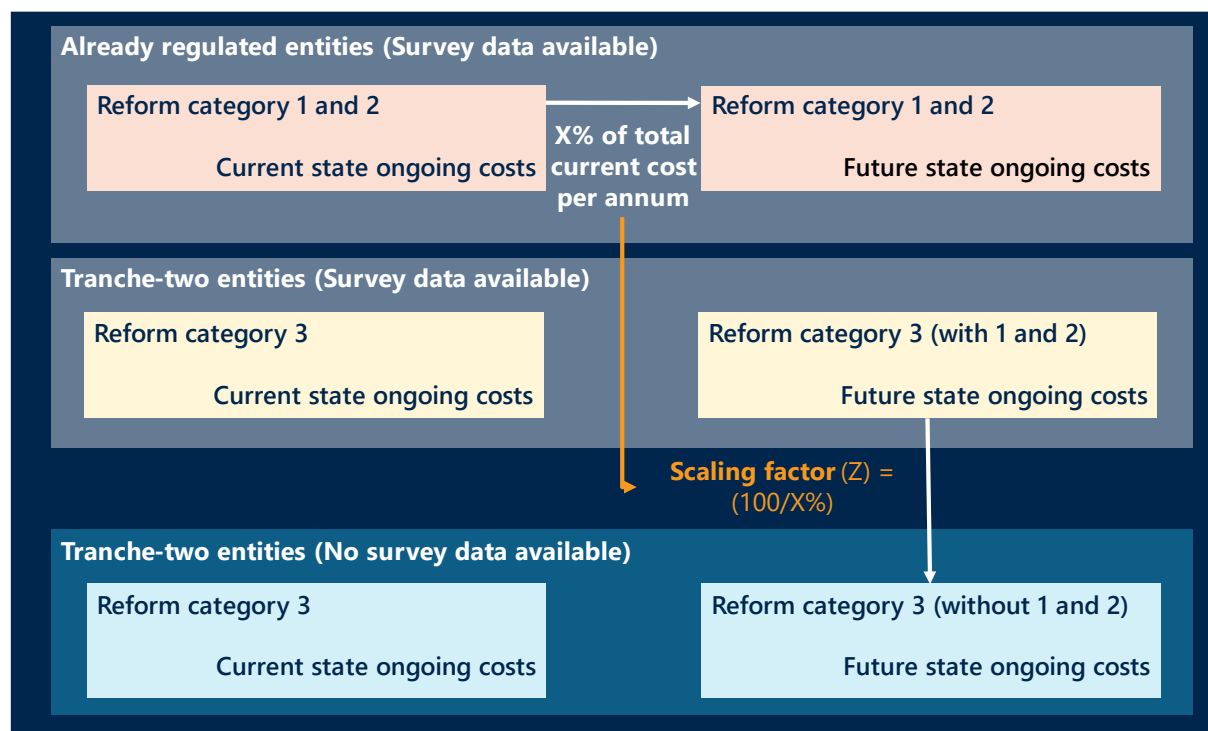 Already regulated entities (Survey data available)
Reform category 1 and 2
Current state ongoing costs
X% of total
current cost
per annum
Reform category 1 and 2
Future state ongoing costs
Tranche-two entities (Survey data available)
Reform category 3
Current state ongoing costs
Reform category 3 (with 1 and 2)
Future state ongoing costs
Scaling factor (Z) =
(100/X%)
Tranche-two entities (No survey data available)
Reform category 3
Current state ongoing costs
Reform category 3 (without 1 and 2)
Future state ongoing costs